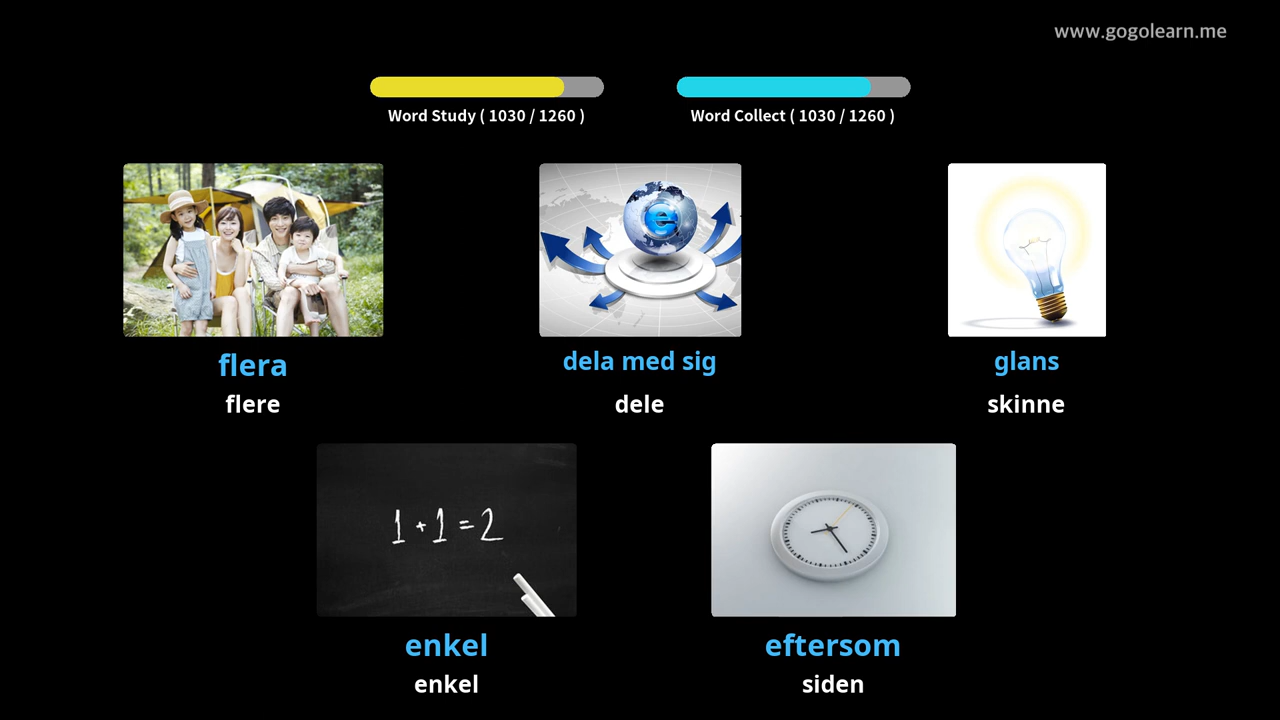 www.gogolearn.me
Word Study ( 1030 / 1260 )
Word Collect ( 1030 / 1260 )
e
flera
flere
dela med sig
dele
glans
skinne
1 + 1 = 2
enkel
enkel
eftersom
siden